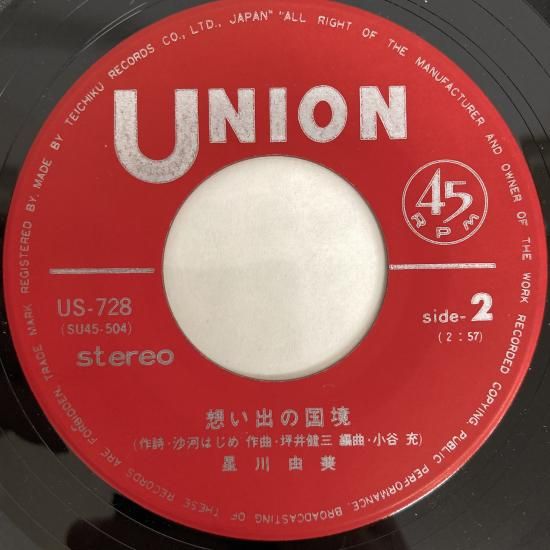 TRADE MARK REGISTERED BY. MADE BY TEICHIKU RECORDS CO., LTD., JAPAN" "ALL RIGHT OF THE MANUFACTURER AND OWNER OF THE WORK RECORDED COPYING PUBLIC PERFORMANCE. BROADCASTING OF THESE RECORDS ARE FORBIDDEN.
UNION
45
RPM
US-728
(SU45-504)
stereo
side-2
(2:57)
想い出の国境
(作詩・沙河はじめ 作曲・坪井健三 編曲・小谷 充)
星川由美